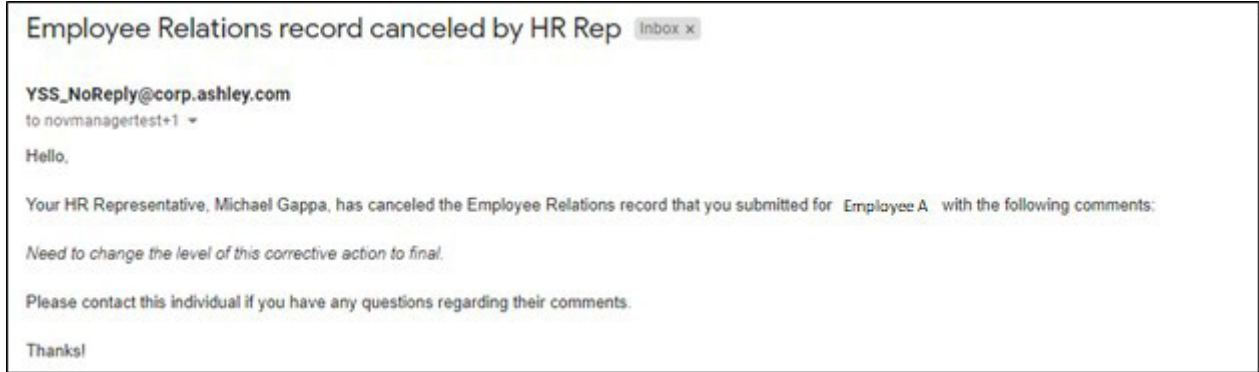 Employee Relations record canceled by HR Rep Inbox x
YSS_NoReply@corp.ashley.com
to novmanagertest+1
Hello,
Your HR Representative, Michael Gappa, has canceled the Employee Relations record that you submitted for Employee A with the following comments:
Need to change the level of this corrective action to final.
Please contact this individual if you have any questions regarding their comments.
Thanks!